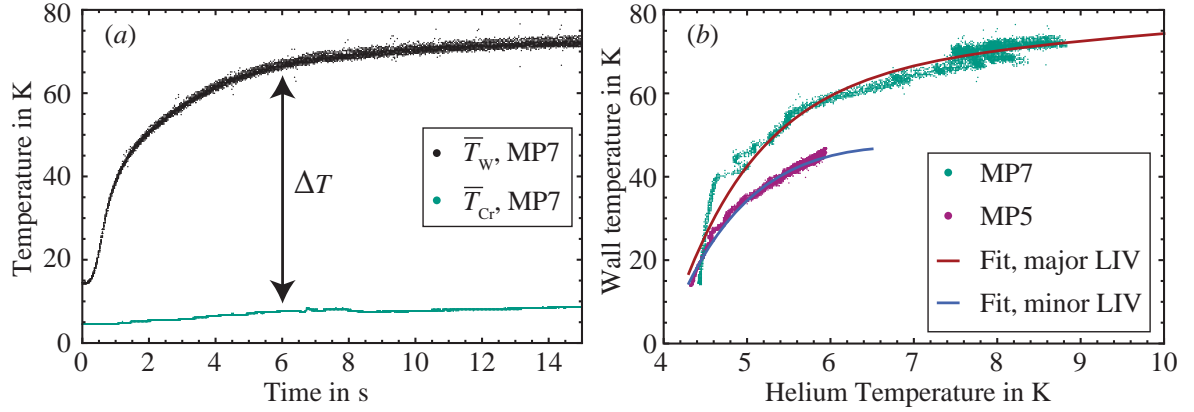 (a)
Temperature in K
80
60
40
20
0
0
2
4
6
8
10
12
14
Time in s
ΔT
T̅_W, MP7
T̅_Cr, MP7
(b)
Wall temperature in K
80
60
40
20
0
4
5
6
7
8
9
10
Helium Temperature in K
MP7
MP5
Fit, major LIV
Fit, minor LIV